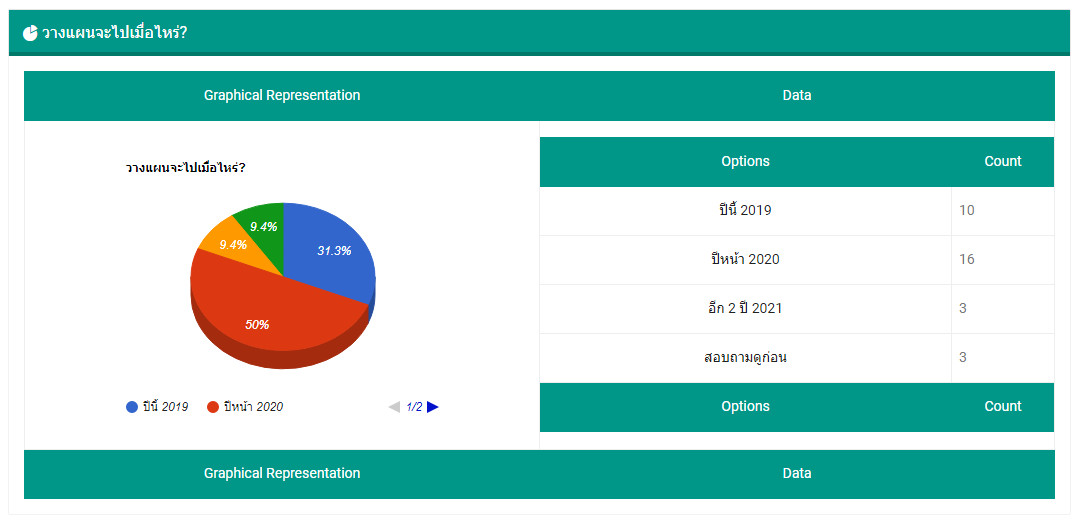 วางแผนจะไปเมื่อไหร่?
Graphical Representation Data
วางแผนจะไปเมื่อไหร่?
9.4%
9.4%
31.3%
50%
ปีนี้ 2019 ปีหน้า 2020 1/2
Options Count
ปีนี้ 2019 10
ปีหน้า 2020 16
อีก 2 ปี 2021 3
สอบถามดูก่อน 3
Options Count
Graphical Representation Data